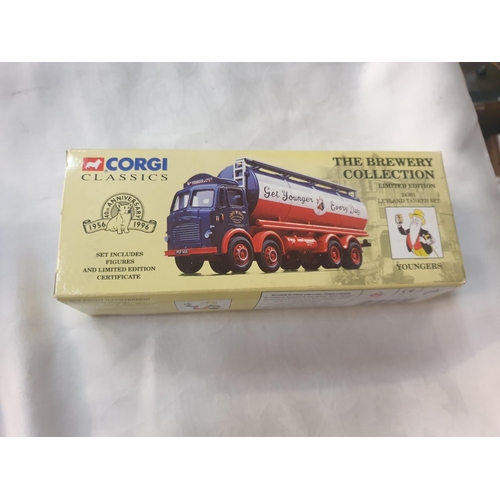 CORGI
CLASSICS
40th ANNIVERSARY
1956 1996
SET INCLUDES
FIGURES
AND LIMITED EDITION
CERTIFICATE
Get Younger
Every Day
THE BREWERY
COLLECTION
LIMITED EDITION
LEYLAND TANKER SET
YOUNGERS